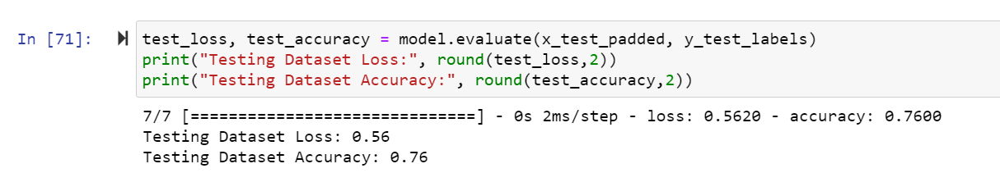 In [71]:
test_loss, test_accuracy = model.evaluate(x_test_padded, y_test_labels)
print("Testing Dataset Loss:", round(test_loss,2))
print("Testing Dataset Accuracy:", round(test_accuracy,2))
7/7 [==============================] - 0s 2ms/step - loss: 0.5620 - accuracy: 0.7600
Testing Dataset Loss: 0.56
Testing Dataset Accuracy: 0.76